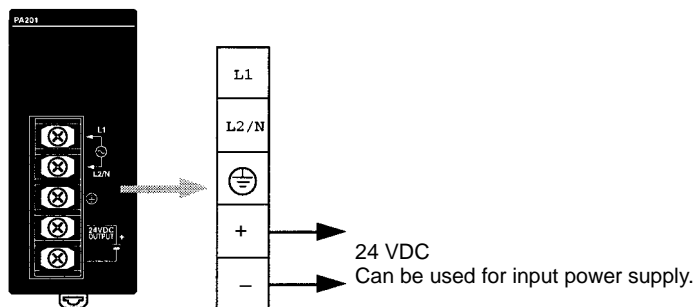 PA201
L1
L2/N
24VDC
OUTPUT
+
L1
L2/N
+
–
24 VDC
Can be used for input power supply.